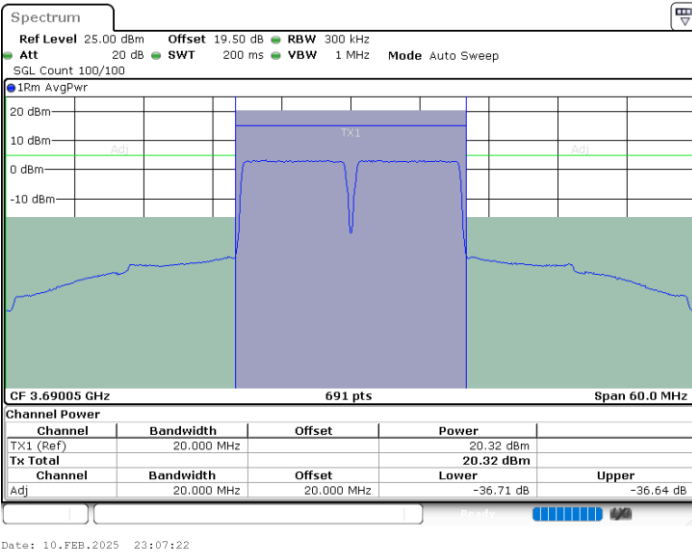 Spectrum
Ref Level 25.00 dBm Offset 19.50 dB RBW 300 kHz
Att 20 dB SWT 200 ms VBW 1 MHz Mode Auto Sweep
SGL Count 100/100
1Rm AvgPwr
20 dBm
TX1
10 dBm
Adj Adj
0 dBm
-10 dBm
CF 3.69005 GHz 691 pts Span 60.0 MHz
Channel Power
Channel Bandwidth Offset Power
TX1 (Ref) 20.000 MHz 20.32 dBm
Tx Total 20.32 dBm
Channel Bandwidth Offset Lower Upper
Adj 20.000 MHz 20.000 MHz -36.71 dB -36.64 dB
Ready
Date: 10.FEB.2025 23:07:22